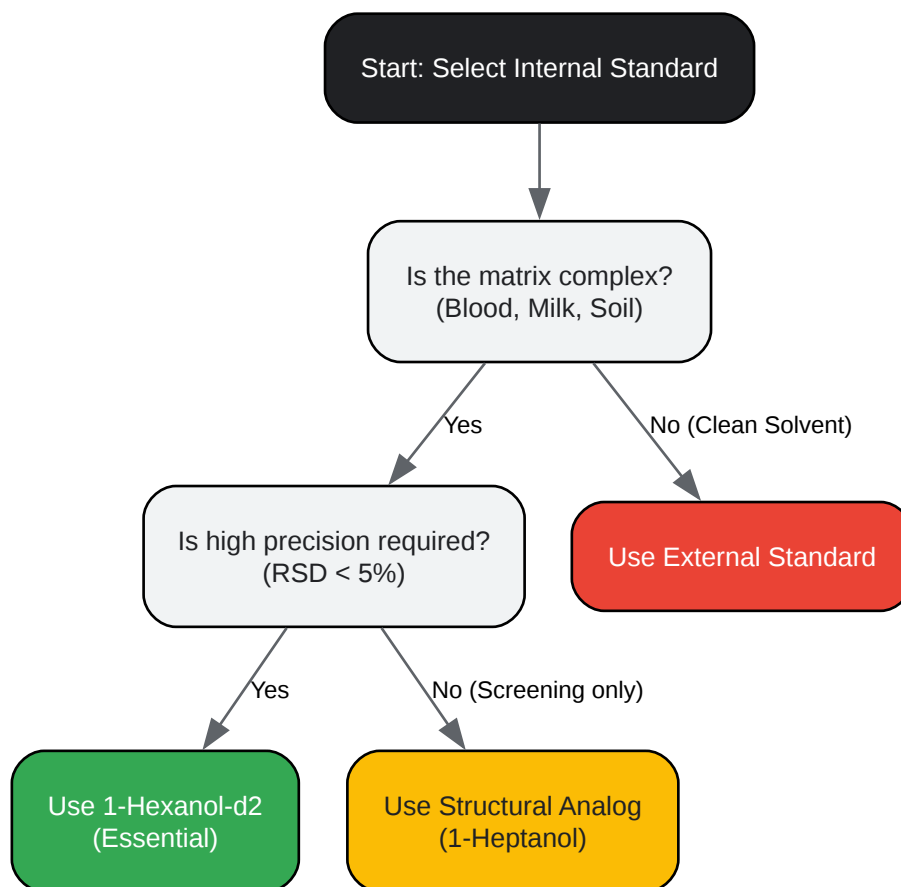 Start: Select Internal Standard
Is the matrix complex?
(Blood, Milk, Soil)
Yes
No (Clean Solvent)
Is high precision required?
(RSD < 5%)
Use External Standard
Yes
No (Screening only)
Use 1-Hexanol-d2
(Essential)
Use Structural Analog
(1-Heptanol)